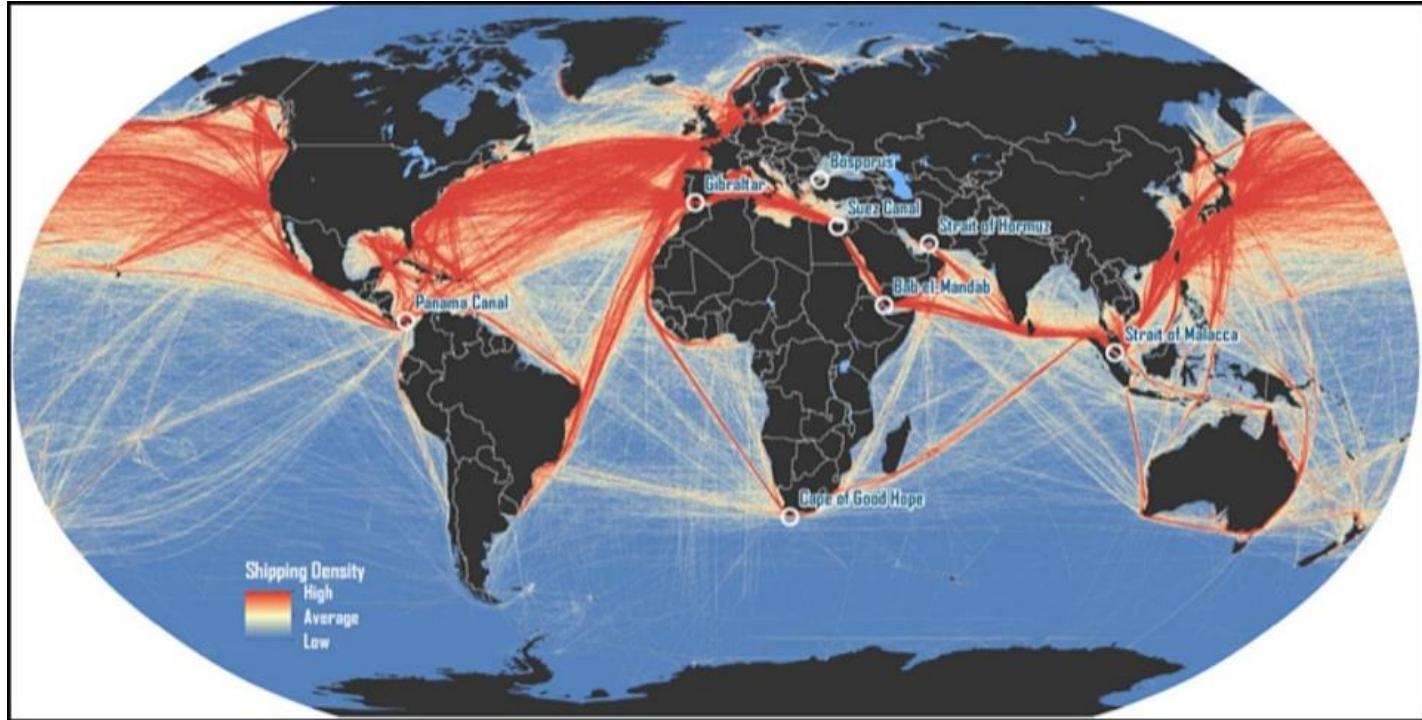 Bosporus
Gibraltar
Suez Canal
Strait of Hormuz
Bab el-Mandab
Panama Canal
Strait of Malacca
Cape of Good Hope
Shipping Density
High
Average
Low